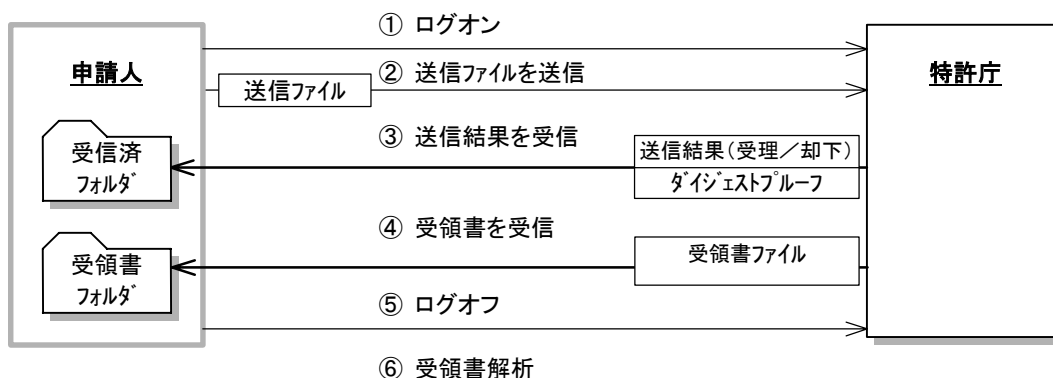 ① ログオン
申請人
特許庁
② 送信ファイルを送信
送信ﾌｧｲﾙ
③ 送信結果を受信
送信結果（受理／却下）
ﾀﾞｲｼﾞｪｽﾄﾌﾟﾙｰﾌ
受信済
ﾌｫﾙﾀﾞ
④ 受領書を受信
受領書ﾌｧｲﾙ
受領書
ﾌｫﾙﾀﾞ
⑤ ログオフ
⑥ 受領書解析